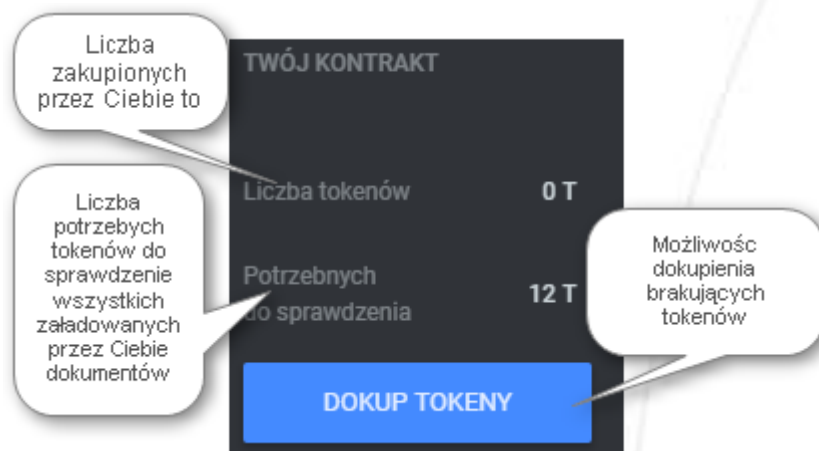 Liczba
zakupionych
przez Ciebie to
TWÓJ KONTRAKT
Liczba tokenów 0 T
Liczba
potrzebych
tokenów do
sprawdzenie
wszystkich
załadowanych
przez Ciebie
dokumentów
Potrzebnych
do sprawdzenia 12 T
Możliwośc
dokupienia
brakujących
tokenów
DOKUP TOKENY